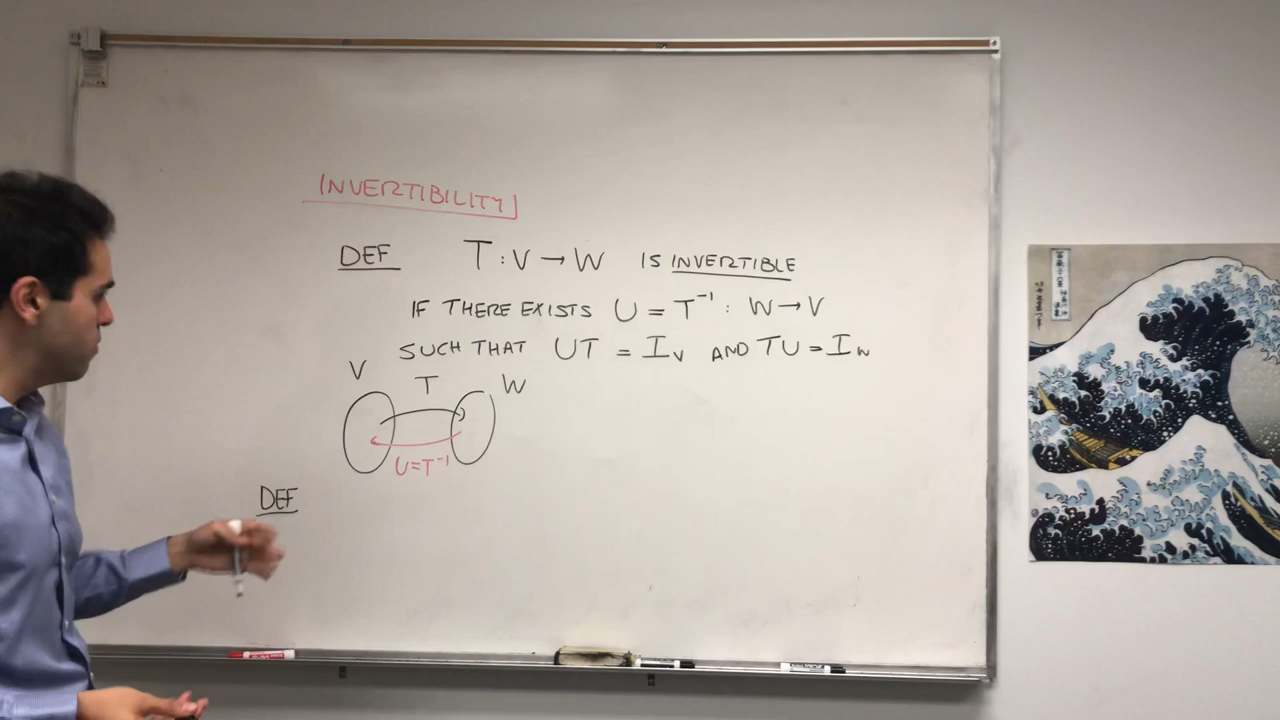 INVERTIBILITY
DEF T : V → W IS INVERTIBLE
IF THERE EXISTS U = T⁻¹ : W → V
SUCH THAT UT = I_V AND TU = I_W
V T W
U=T⁻¹
DEF